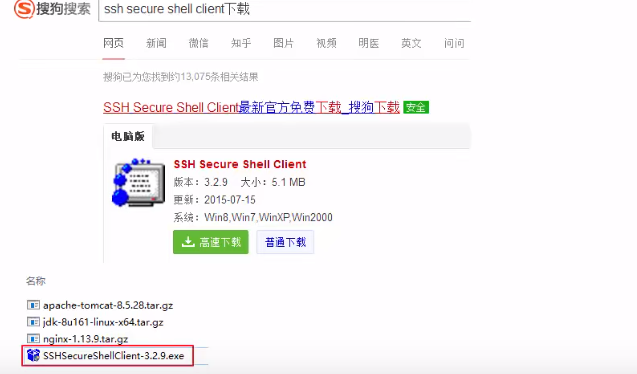 搜狗搜索 ssh secure shell client下载
网页 新闻 微信 知乎 图片 视频 明医 英文 问问
搜狗已为您找到约13,075条相关结果
SSH Secure Shell Client最新官方免费下载_搜狗下载 安全
电脑版
SSH Secure Shell Client
版本：3.2.9 大小：5.1 MB
更新：2015-07-15
系统：Win8,Win7,WinXP,Win2000
高速下载 普通下载
名称
apache-tomcat-8.5.28.tar.gz
jdk-8u161-linux-x64.tar.gz
nginx-1.13.9.tar.gz
SSHSecureShellClient-3.2.9.exe